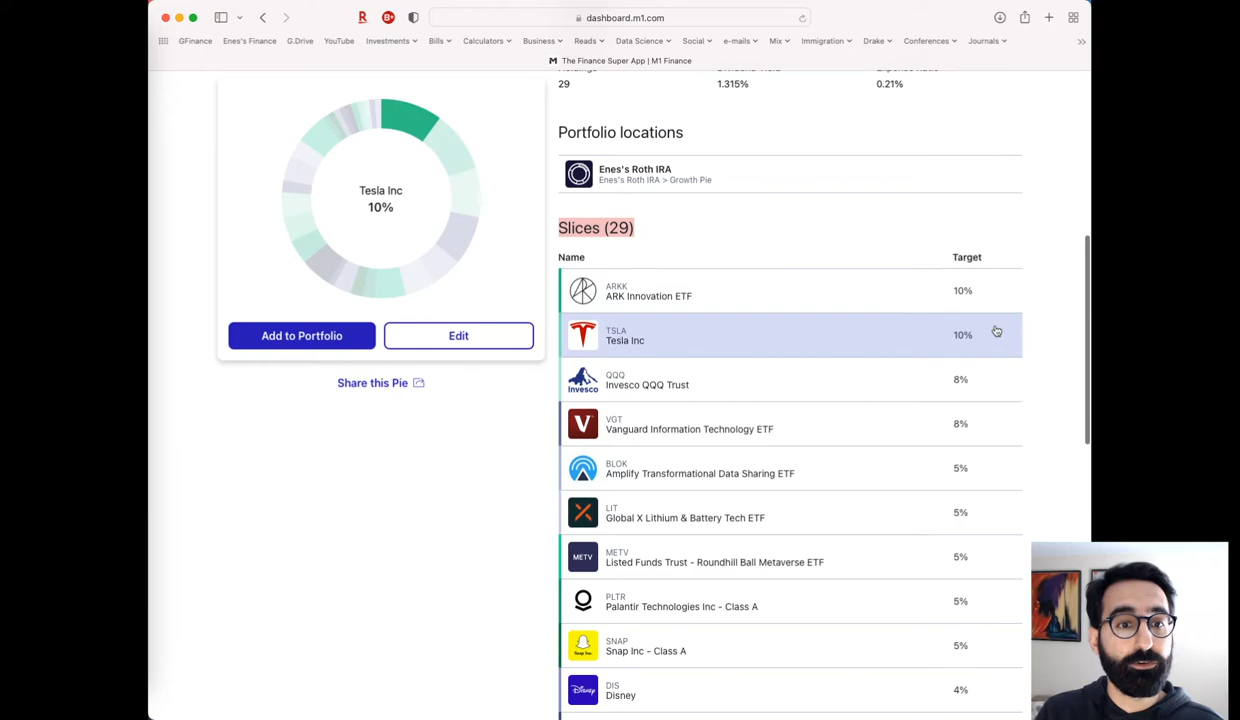 dashboard.m1.com
GFinance Enes's Finance G.Drive YouTube Investments Bills Calculators Business Reads Data Science Social e-mails Mix Immigration Drake Conferences Journals
The Finance Super App | M1 Finance
29 1.315% 0.21%
Portfolio locations
Enes's Roth IRA
Enes's Roth IRA > Growth Pie
Tesla Inc
10%
Add to Portfolio Edit
Share this Pie
Slices (29)
Name Target
ARKK
ARK Innovation ETF
10%
TSLA
Tesla Inc
10%
Invesco
QQQ
Invesco QQQ Trust
8%
V
VGT
Vanguard Information Technology ETF
8%
BLOK
Amplify Transformational Data Sharing ETF
5%
LIT
Global X Lithium & Battery Tech ETF
5%
METV
METV
Listed Funds Trust - Roundhill Ball Metaverse ETF
5%
PLTR
Palantir Technologies Inc - Class A
5%
Snap Inc.
SNAP
Snap Inc - Class A
5%
Disney
DIS
Disney
4%